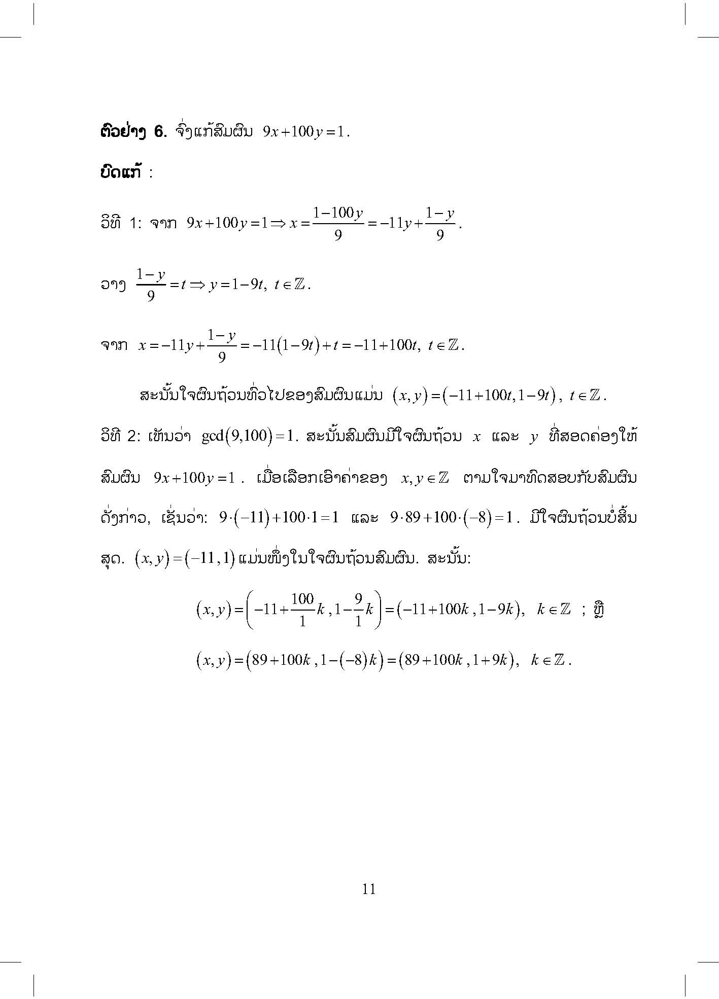 ຕົວຢ່າງ 6. ຈົ່ງແກ້ສົມຜົນ 9x+100y=1.
ບົດແກ້ :
ວິທີ 1: ຈາກ 9x+100y=1⇒x=\frac{1−100y}{9}=−11y+\frac{1−y}{9}.
ວາງ \frac{1−y}{9}=t⇒y=1−9t, t∈ℤ.
ຈາກ x=−11y+\frac{1−y}{9}=−11(1−9t)+t=−11+100t, t∈ℤ.
ສະນັ້ນໃຈຜົນຖ້ວນທົ່ວໄປຂອງສົມຜົນແມ່ນ (x,y)=(−11+100t,1−9t), t∈ℤ.
ວິທີ 2: ເຫັນວ່າ gcd(9,100)=1. ສະນັ້ນສົມຜົນມີໃຈຜົນຖ້ວນ x ແລະ y ທີ່ສອດຄ່ອງໃຫ້
ສົມຜົນ 9x+100y=1 . ເມື່ອເລືອກເອົາຄ່າຂອງ x,y∈ℤ ຕາມໃຈມາທົດສອບກັບສົມຜົນ
ດັ່ງກ່າວ, ເຊັ່ນວ່າ: 9·(−11)+100·1=1 ແລະ 9·89+100·(−8)=1. ມີໃຈຜົນຖ້ວນບໍ່ສິ້ນ
ສຸດ. (x,y)=(−11,1) ແມ່ນໜຶ່ງໃນໃຈຜົນຖ້ວນສົມຜົນ. ສະນັ້ນ:
(x,y)=(−11+\frac{100}{1}k,1−\frac{9}{1}k)=(−11+100k,1−9k), k∈ℤ ; ຫຼື
(x,y)=(89+100k,1−(−8)k)=(89+100k,1+9k), k∈ℤ.
11